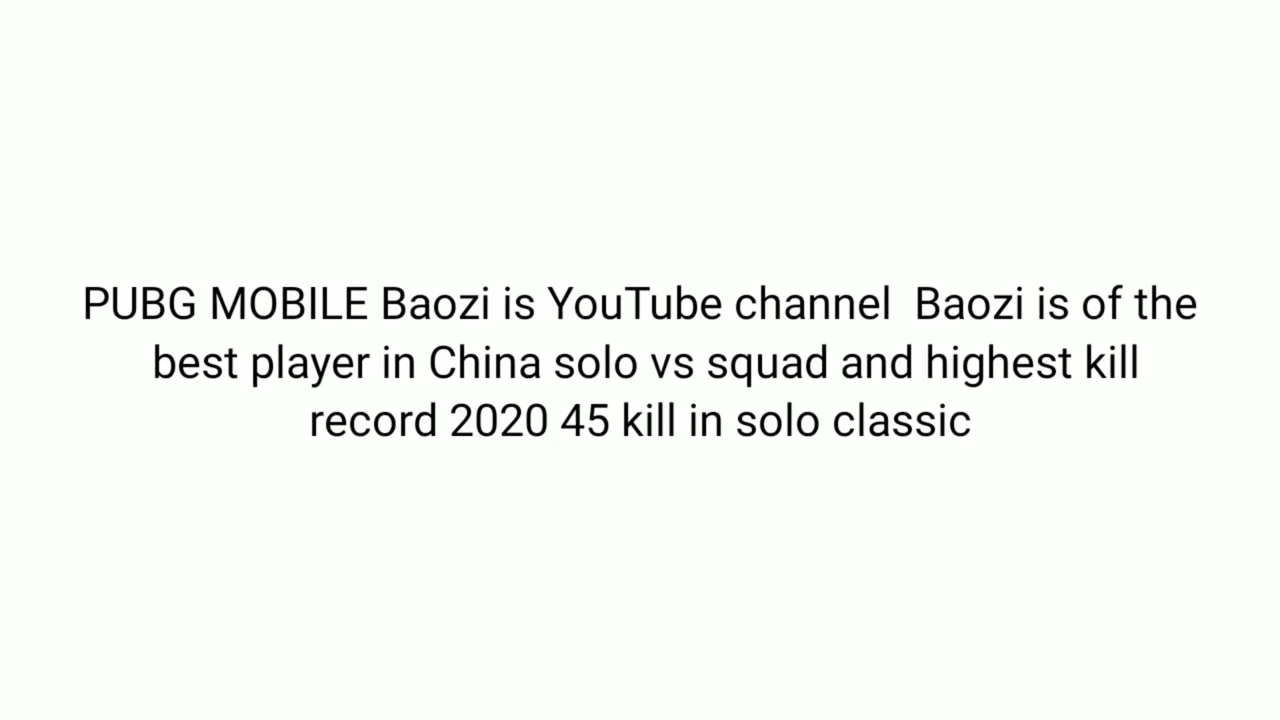 PUBG MOBILE Baozi is YouTube channel  Baozi is of the
best player in China solo vs squad and highest kill
record 2020 45 kill in solo classic